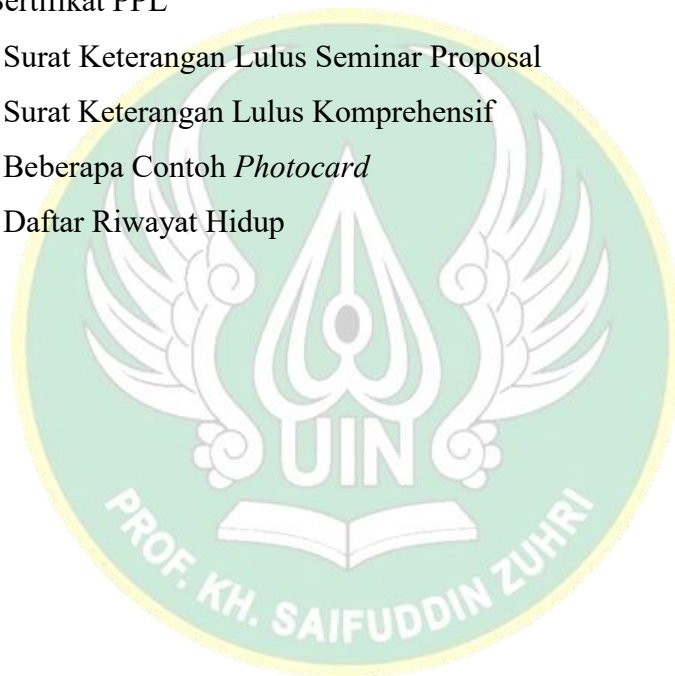 Sertifikat PPL
Surat Keterangan Lulus Seminar Proposal
Surat Keterangan Lulus Komprehensif
Beberapa Contoh Photocard
Daftar Riwayat Hidup
UIN
PROF. KH. SAIFUDDIN ZUHRI